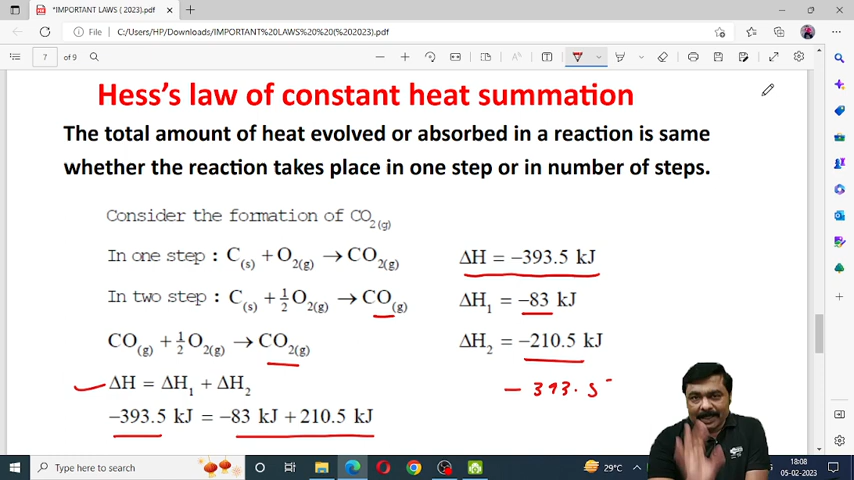 *IMPORTANT LAWS ( 2023).pdf
File
C:/Users/HP/Downloads/IMPORTANT%20LAWS%20%20(%202023).pdf
7 of 9
Hess's law of constant heat summation
The total amount of heat evolved or absorbed in a reaction is same
whether the reaction takes place in one step or in number of steps.
Consider the formation of CO₂(g)
In one step : C(s) + O₂(g) → CO₂(g) ΔH = −393.5 kJ
In two step : C(s) + ½O₂(g) → CO(g) ΔH₁ = −83 kJ
CO(g) + ½O₂(g) → CO₂(g) ΔH₂ = −210.5 kJ
ΔH = ΔH₁ + ΔH₂
− 393.5
−393.5 kJ = −83 kJ + 210.5 kJ
Type here to search
29°C
18:08
05-02-2023